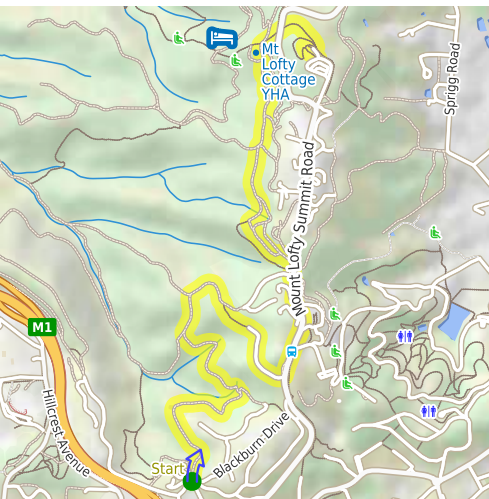 Mt
Lofty
Cottage
YHA
Sprigg Road
Mount Lofty Summit Road
M1
Hillcrest Avenue
Blackburn Drive
Start